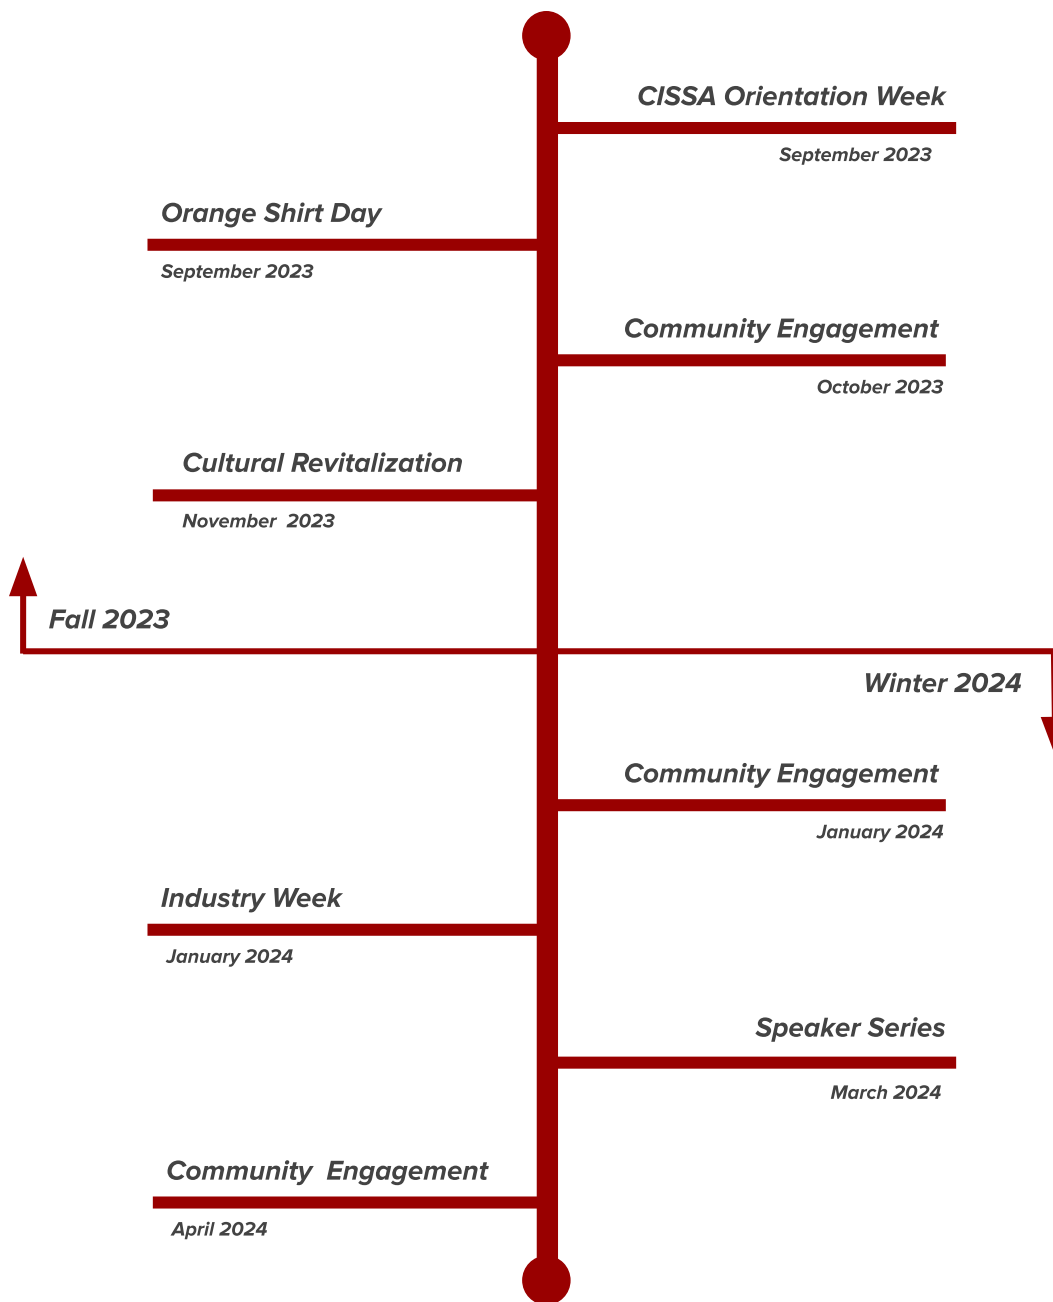 CISSA Orientation Week
September 2023
Orange Shirt Day
September 2023
Community Engagement
October 2023
Cultural Revitalization
November  2023
Fall 2023
Winter 2024
Community Engagement
January 2024
Industry Week
January 2024
Speaker Series
March 2024
Community  Engagement
April 2024